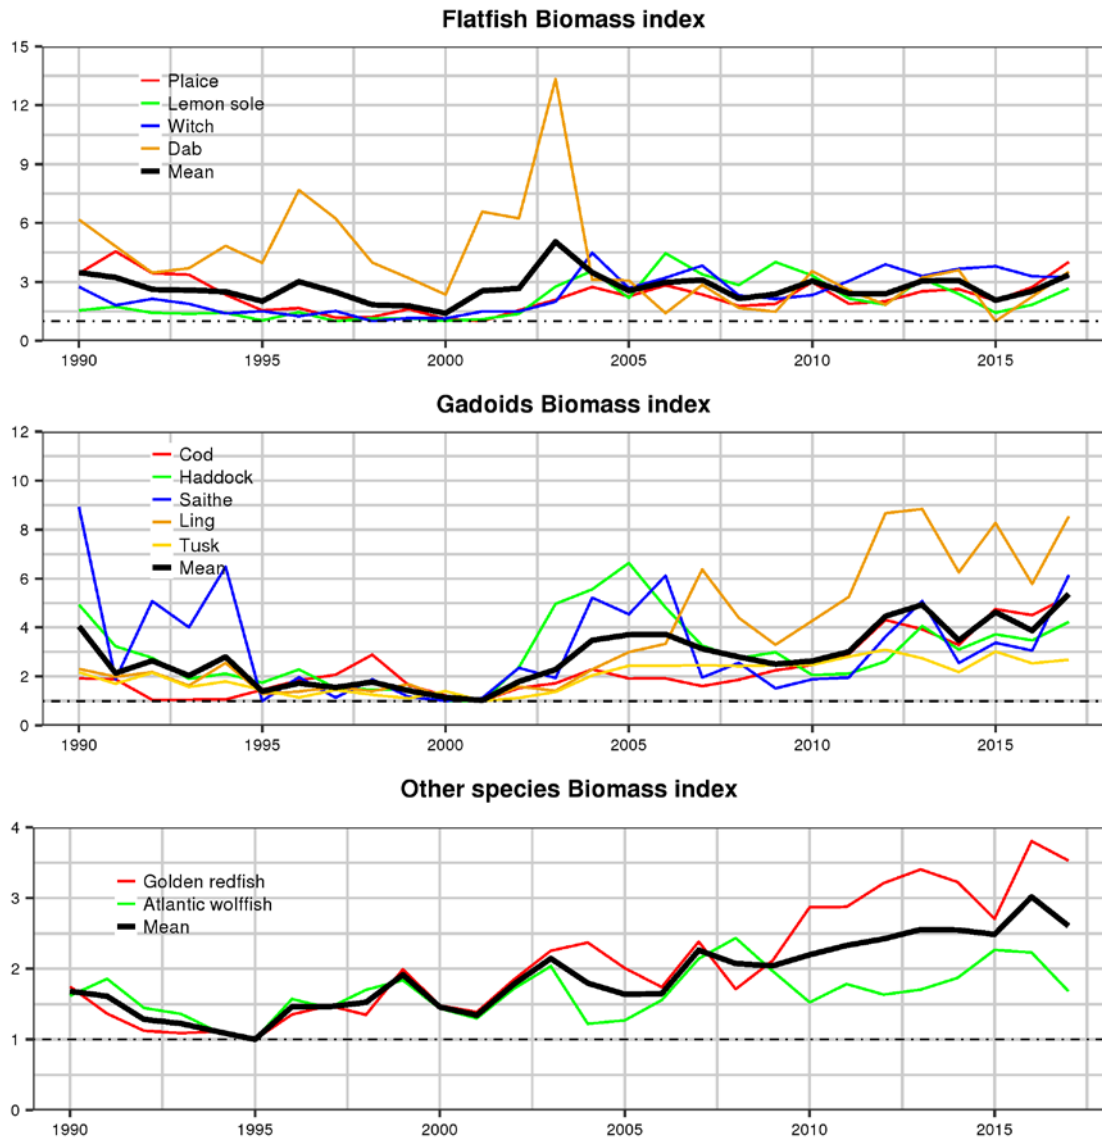 Flatfish Biomass index
15
12
9
6
3
0
Plaice
Lemon sole
Witch
Dab
Mean
1990 1995 2000 2005 2010 2015
Gadoids Biomass index
12
10
8
6
4
2
0
Cod
Haddock
Saithe
Ling
Tusk
Mean
1990 1995 2000 2005 2010 2015
Other species Biomass index
4
3
2
1
0
Golden redfish
Atlantic wolffish
Mean
1990 1995 2000 2005 2010 2015